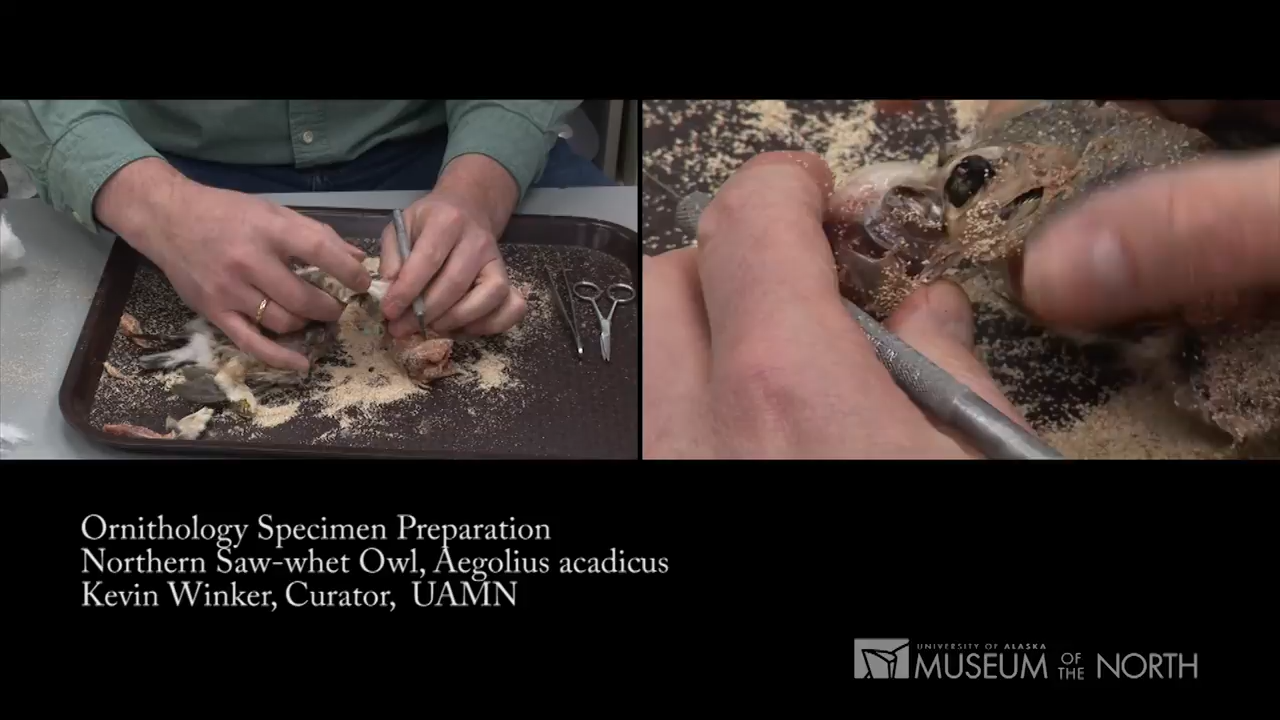 Ornithology Specimen Preparation
Northern Saw-whet Owl, Aegolius acadicus
Kevin Winker, Curator, UAMN
UNIVERSITY OF ALASKA
MUSEUM OF THE NORTH